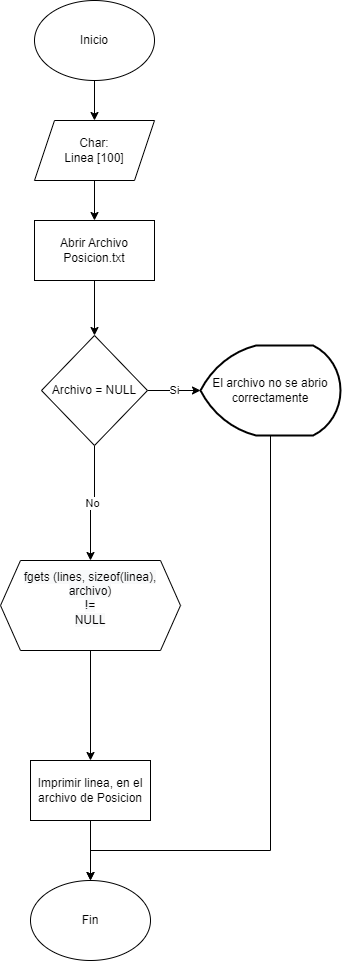 Inicio
Char:
Linea [100]
Abrir Archivo
Posicion.txt
Archivo = NULL
Si
El archivo no se abrio
correctamente
No
fgets (lines, sizeof(linea),
archivo)
!=
NULL
Imprimir linea, en el
archivo de Posicion
Fin